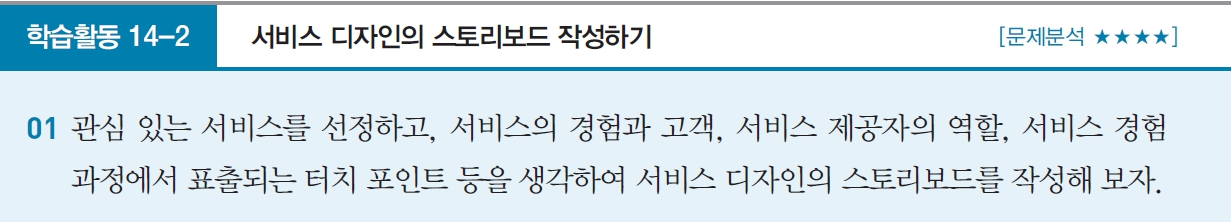 학습활동 14-2 서비스 디자인의 스토리보드 작성하기 [문제분석 ★★★★]
01 관심 있는 서비스를 선정하고, 서비스의 경험과 고객, 서비스 제공자의 역할, 서비스 경험
과정에서 표출되는 터치 포인트 등을 생각하여 서비스 디자인의 스토리보드를 작성해 보자.